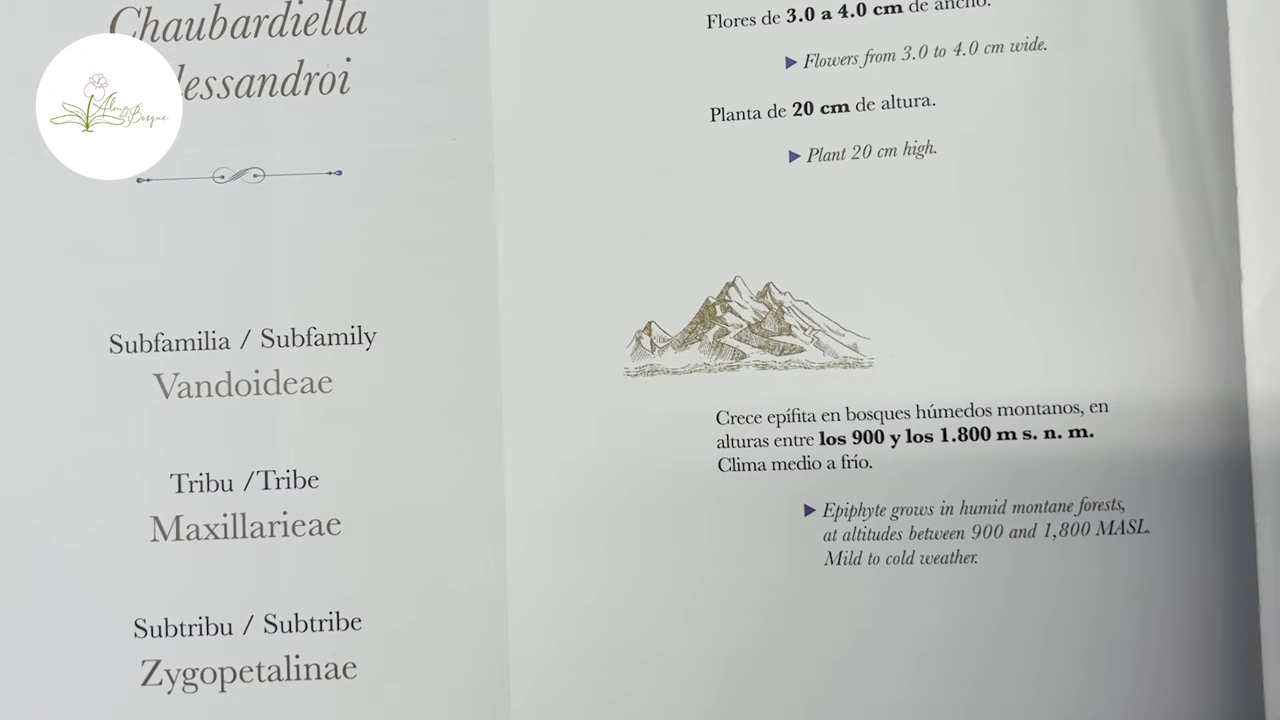 Chaubardiella
lessandroi
Alma
del Bosque
Subfamilia / Subfamily
Vandoideae
Tribu /Tribe
Maxillarieae
Subtribu / Subtribe
Zygopetalinae
Flores de 3.0 a 4.0 cm de ancho.
Flowers from 3.0 to 4.0 cm wide.
Planta de 20 cm de altura.
Plant 20 cm high.
Crece epífita en bosques húmedos montanos, en
alturas entre los 900 y los 1.800 m s. n. m.
Clima medio a frío.
Epiphyte grows in humid montane forests,
at altitudes between 900 and 1,800 MASL
Mild to cold weather.